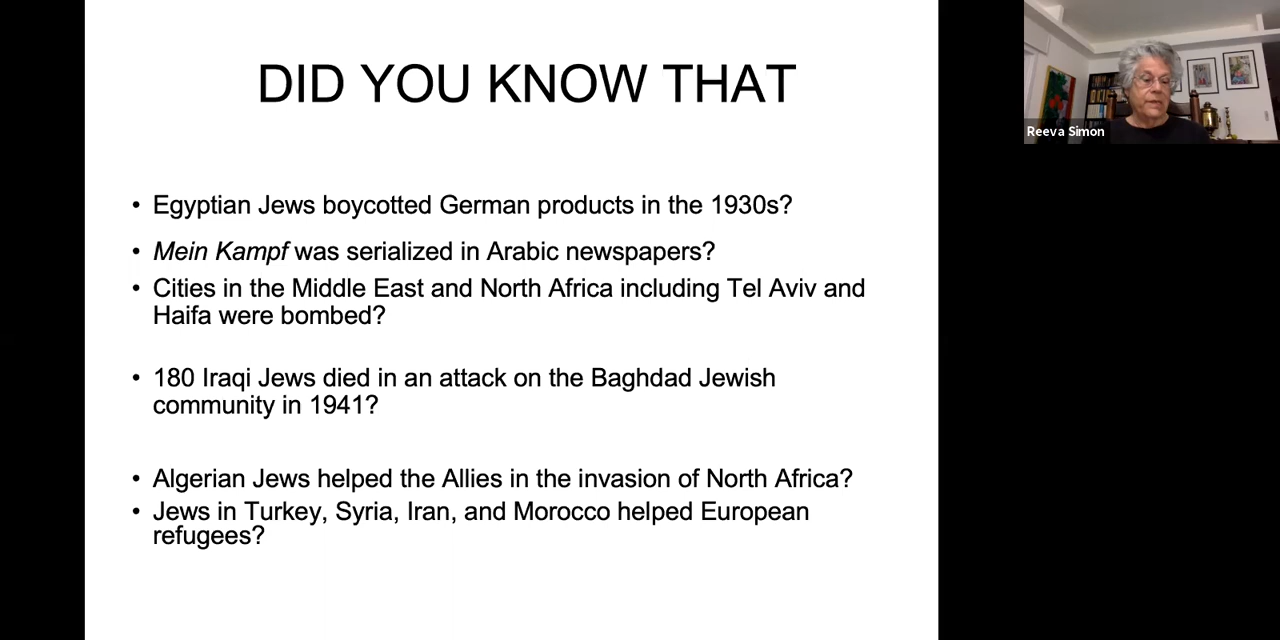 DID YOU KNOW THAT
• Egyptian Jews boycotted German products in the 1930s?
• Mein Kampf was serialized in Arabic newspapers?
• Cities in the Middle East and North Africa including Tel Aviv and
Haifa were bombed?
• 180 Iraqi Jews died in an attack on the Baghdad Jewish
community in 1941?
• Algerian Jews helped the Allies in the invasion of North Africa?
• Jews in Turkey, Syria, Iran, and Morocco helped European
refugees?
Reeva Simon